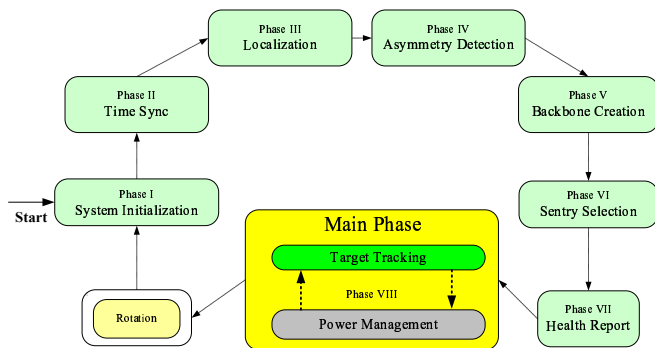 Phase I
System Initialization
Start
Phase II
Time Sync
Phase III
Localization
Phase IV
Asymmetry Detection
Phase V
Backbone Creation
Phase VI
Sentry Selection
Phase VII
Health Report
Main Phase
Target Tracking
Phase VIII
Power Management
Rotation